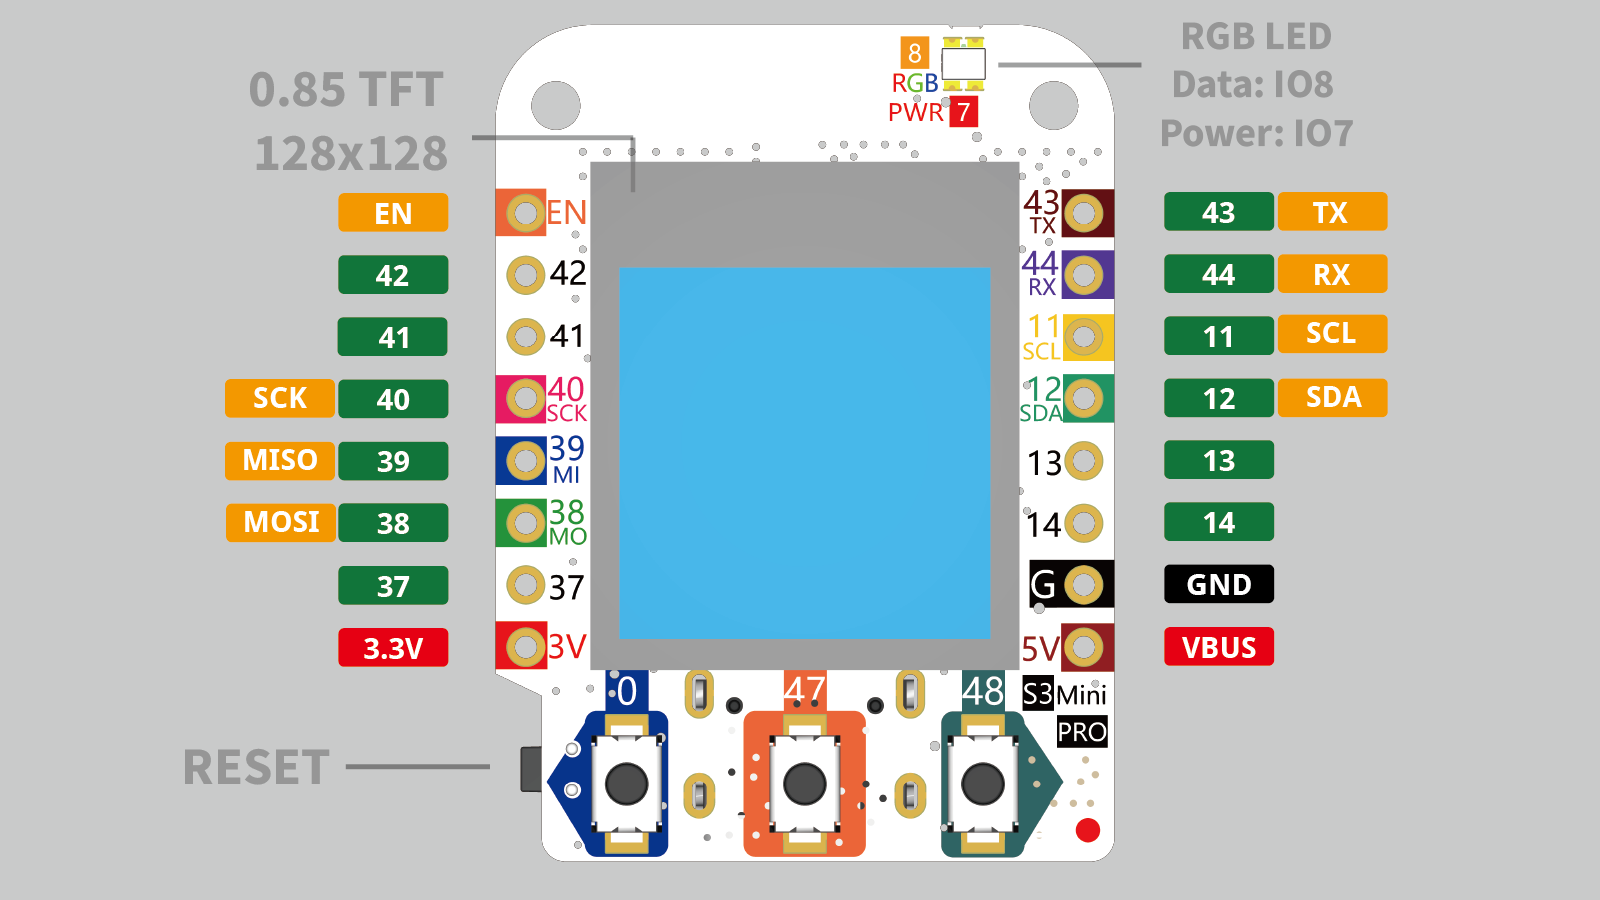 RGB LED
Data: IO8
Power: IO7
0.85 TFT
128x128
8
RGB
PWR 7
EN
42
41
SCK 40
MISO 39
MOSI 38
37
3.3V
EN
42
41
40
SCK
39
MI
38
MO
37
3V
43
TX
44
RX
11
SCL
12
SDA
13
14
G
5V
43 TX
44 RX
11 SCL
12 SDA
13
14
GND
VBUS
0
47
48
S3 Mini
PRO
RESET